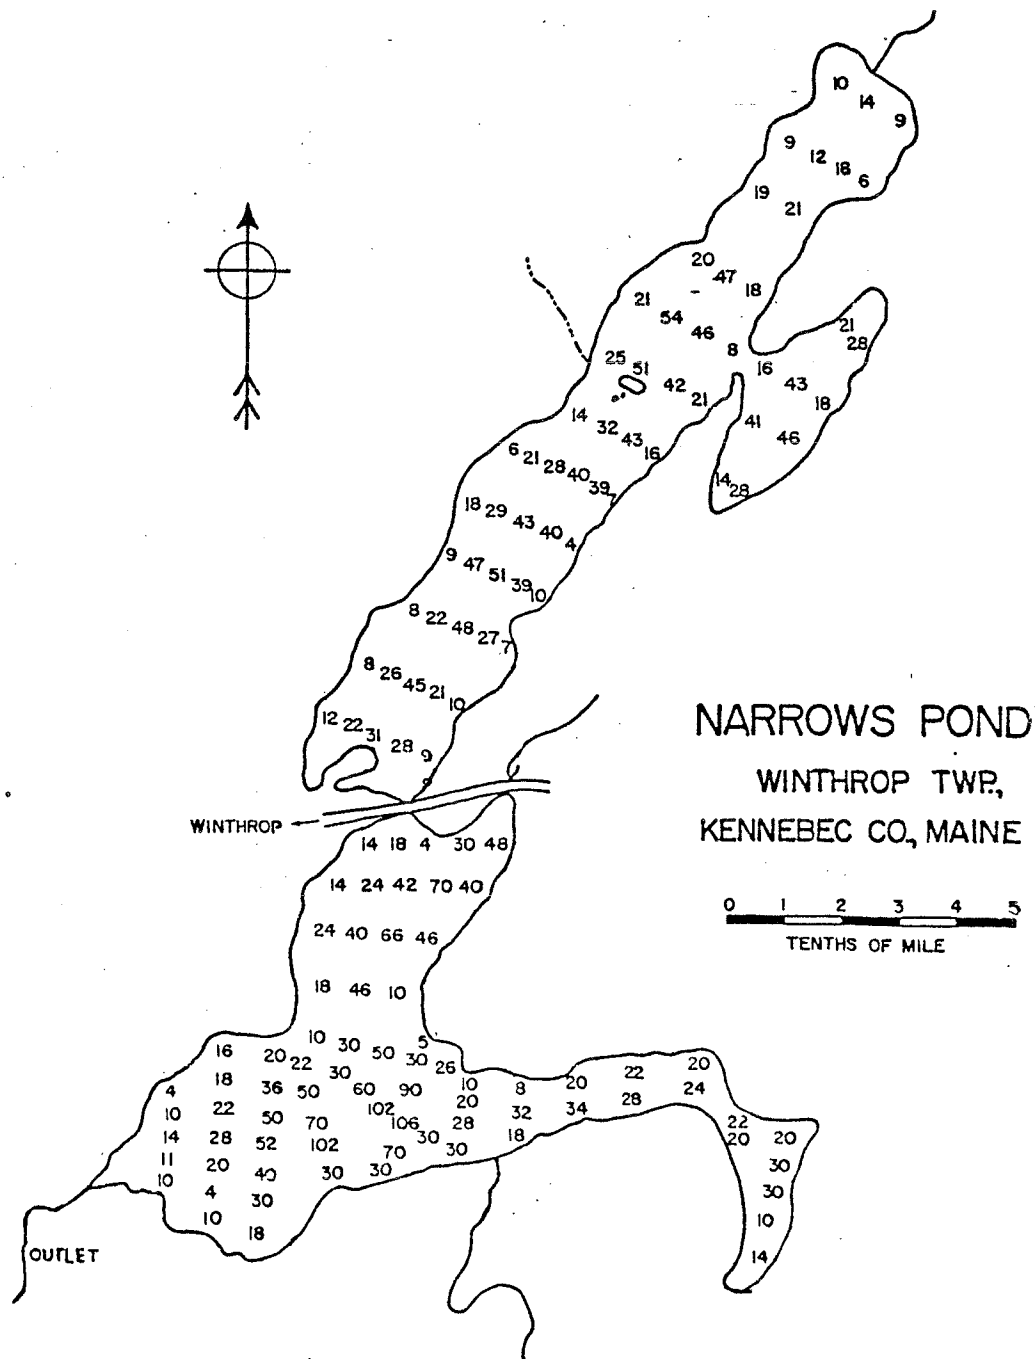 10
14
9
9
12 18
6
19
21
20
47
18
21
54
46
8
21
28
25 51
16
43
42
21
18
14
32
43
16
41
46
6 21 28 40 39 7
14
28
18 29 43 40 4
9 47 51 39 10
8 22 48 27 7
8 26 45 21 10
12 22 31 28 9
NARROWS POND
WINTHROP TWP.,
KENNEBEC CO., MAINE
WINTHROP
14 18 4 30 48
14 24 42 70 40
0 1 2 3 4 5
TENTHS OF MILE
24 40 66 46
18 46 10
10 30 50 5
16 20 22 30 30 26
20
22
4 18 36 50 60 90 10 8 20 24
10 22 50 70 102 106 20 32 34 28
28
14 28 52 102 70 30 30 18
22
20 20
11 20 40 30 30
30
10 4 30
30
10 18
10
14
OUTLET